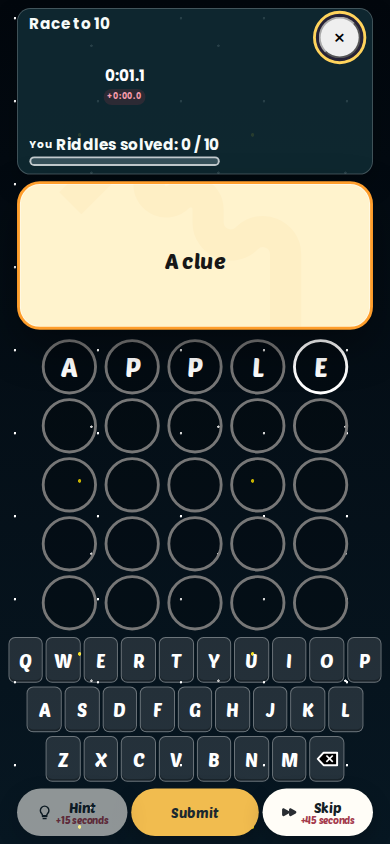 Race to 10
×
0:01.1
+0:00.0
You Riddles solved: 0 / 10
A clue
A P P L E
Q W E R T Y U I O P
A S D F G H J K L
Z X C V B N M
Hint
+15 seconds
Submit
Skip
+45 seconds